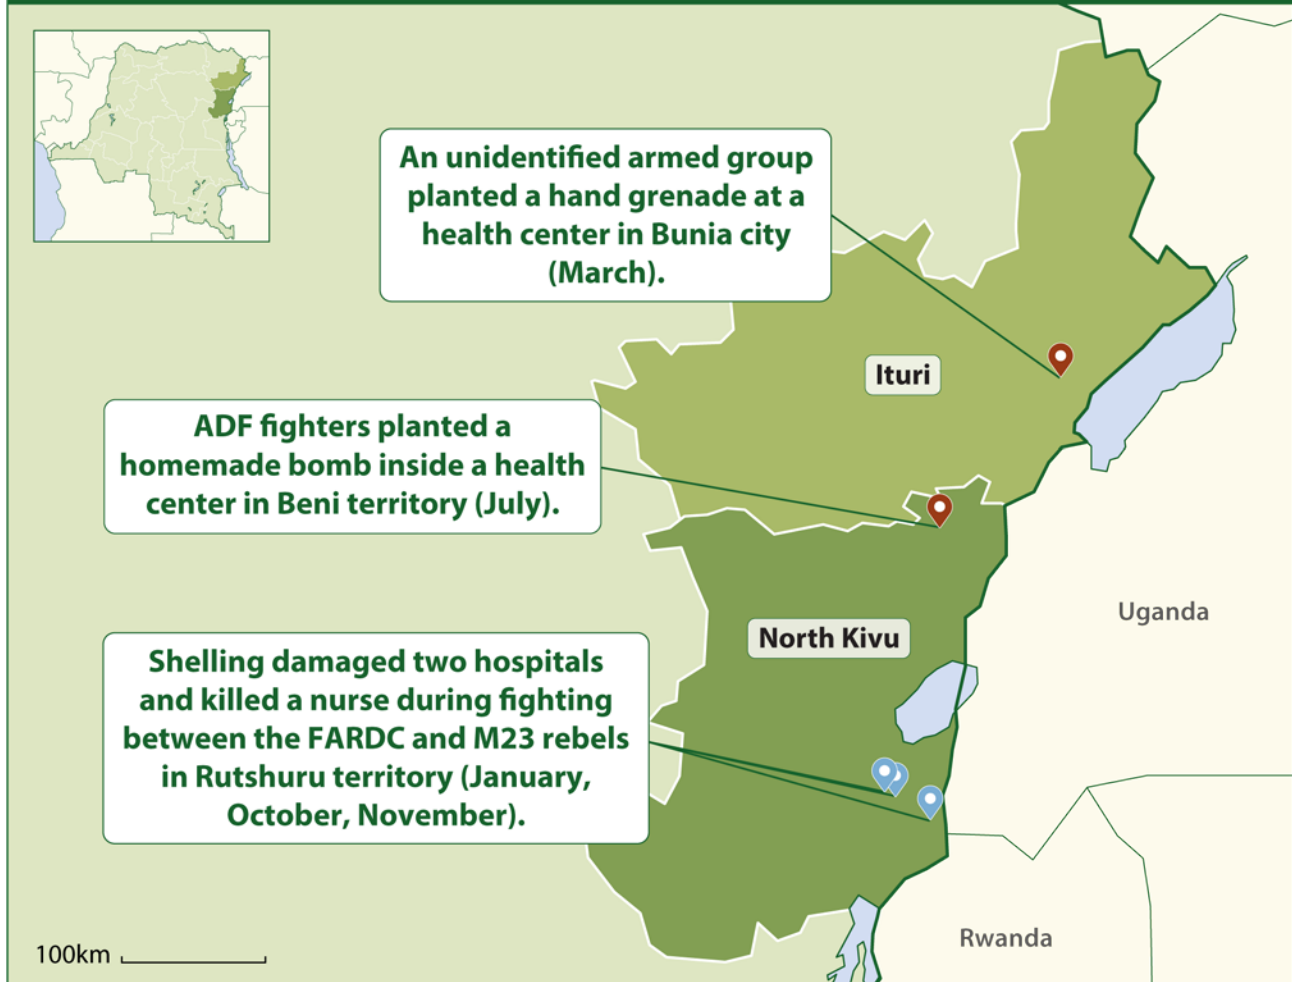 An unidentified armed group
planted a hand grenade at a
health center in Bunia city
(March).
Ituri
ADF fighters planted a
homemade bomb inside a health
center in Beni territory (July).
Uganda
North Kivu
Shelling damaged two hospitals
and killed a nurse during fighting
between the FARDC and M23 rebels
in Rutshuru territory (January,
October, November).
Rwanda
100km